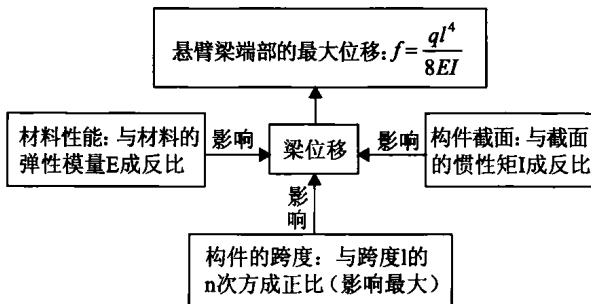 悬臂梁端部的最大位移:f=ql⁴/8EI
材料性能:与材料的
弹性模量E成反比
影响
梁位移
影响
构件截面:与截面
的惯性矩I成反比
影响
构件的跨度:与跨度l的
n次方成正比(影响最大)